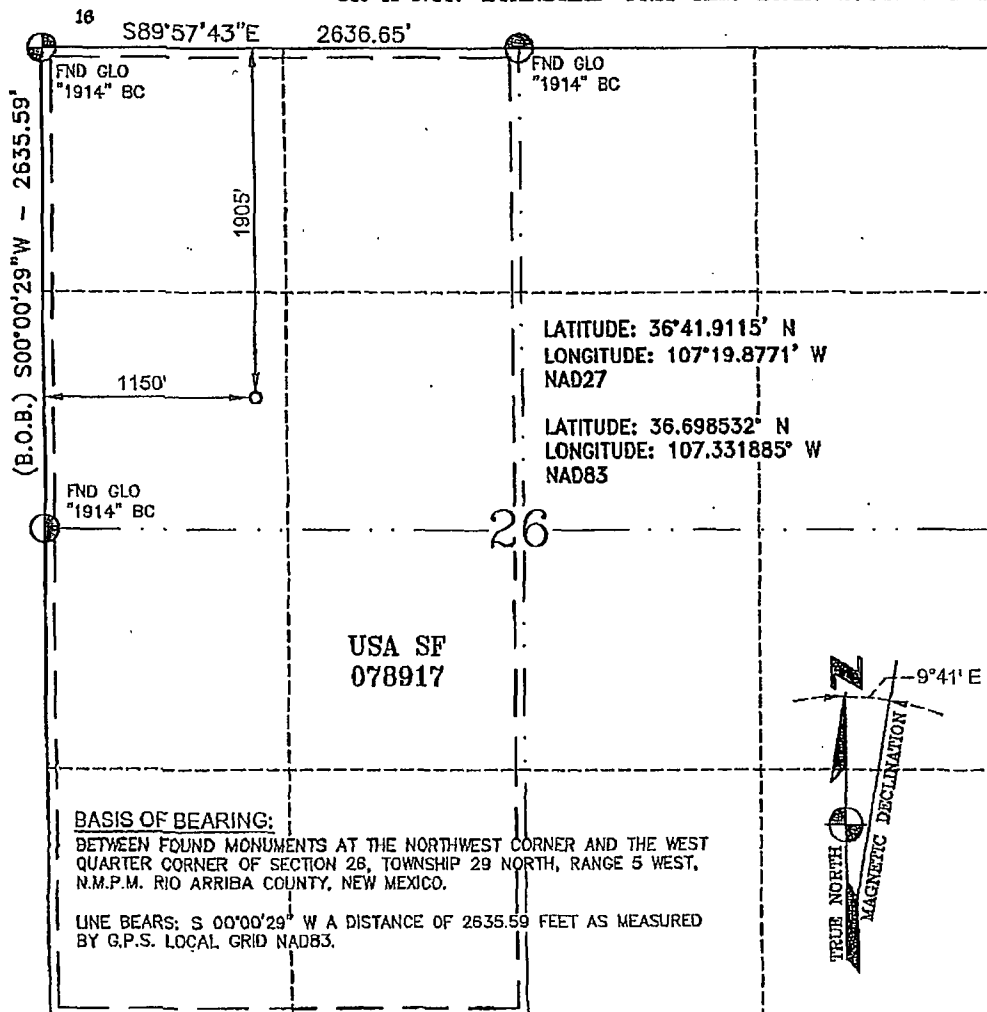 16
S89°57'43"E 2636.65'
FND GLO
"1914" BC
FND GLO
"1914" BC
(B.O.B.) S00°00'29"W - 2635.59'
1905'
1150'
LATITUDE: 36°41.9115' N
LONGITUDE: 107°19.8771' W
NAD27
LATITUDE: 36.698532° N
LONGITUDE: 107.331885° W
NAD83
FND GLO
"1914" BC
26
USA SF
078917
N
9°41' E
TRUE NORTH
MAGNETIC DECLINATION
BASIS OF BEARING:
BETWEEN FOUND MONUMENTS AT THE NORTHWEST CORNER AND THE WEST
QUARTER CORNER OF SECTION 26, TOWNSHIP 29 NORTH, RANGE 5 WEST,
N.M.P.M. RIO ARRIBA COUNTY, NEW MEXICO.
LINE BEARS: S 00°00'29" W A DISTANCE OF 2635.59 FEET AS MEASURED
BY G.P.S. LOCAL GRID NAD83.